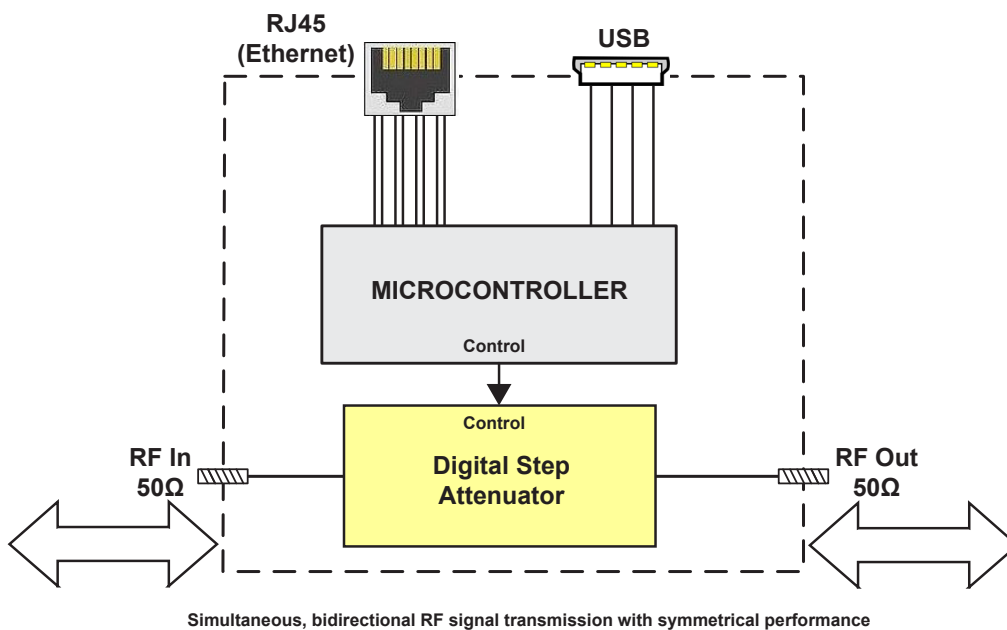 RJ45
(Ethernet)
USB
MICROCONTROLLER
Control
Control
Digital Step
Attenuator
RF In
50Ω
RF Out
50Ω
Simultaneous, bidirectional RF signal transmission with symmetrical performance